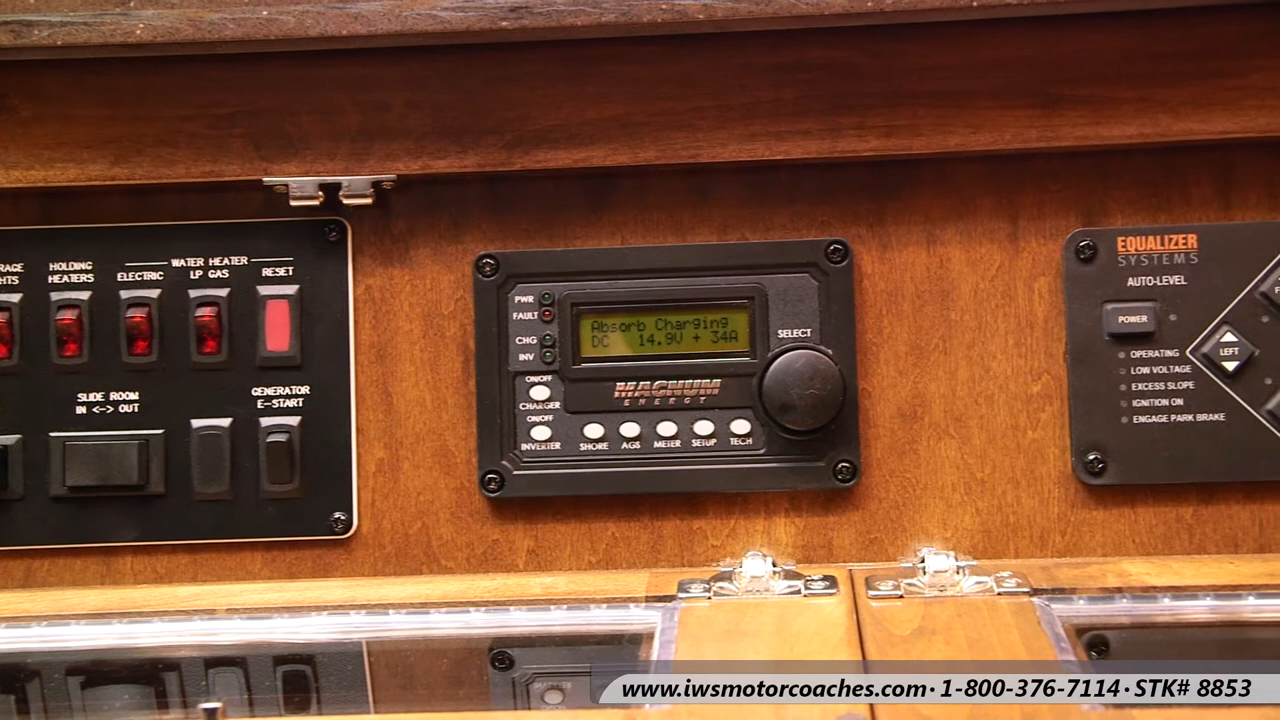 HOLDING
HEATERS
WATER HEATER
ELECTRIC
LP GAS
RESET
SLIDE ROOM
IN <-> OUT
GENERATOR
E-START
PWR
FAULT
CHG
INV
Absorb Charging
DC 14.9V + 34A
SELECT
MAGNUM
ENERGY
ON/OFF
CHARGER
ON/OFF
INVERTER
SHORE
AGS
METER
SETUP
TECH
EQUALIZER
SYSTEMS
AUTO-LEVEL
POWER
LEFT
OPERATING
LOW VOLTAGE
EXCESS SLOPE
IGNITION ON
ENGAGE PARK BRAKE
www.iwsmotorcoaches.com · 1-800-376-7114 · STK# 8853